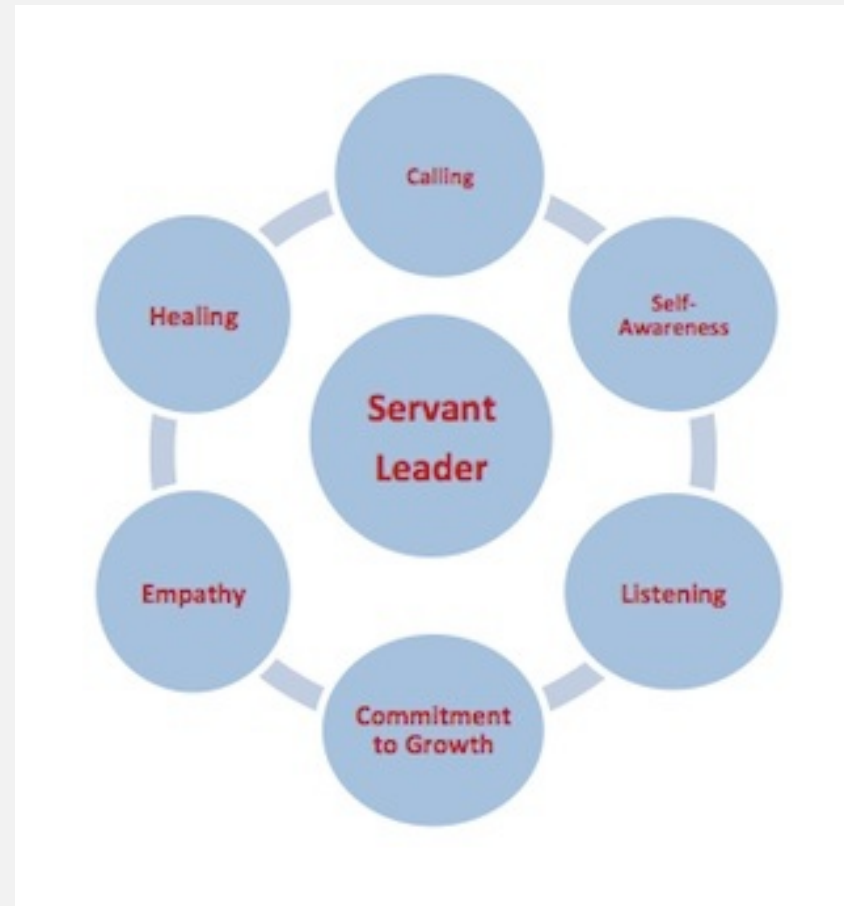 Calling
Self-
Awareness
Listening
Commitment
to Growth
Empathy
Healing
Servant
Leader